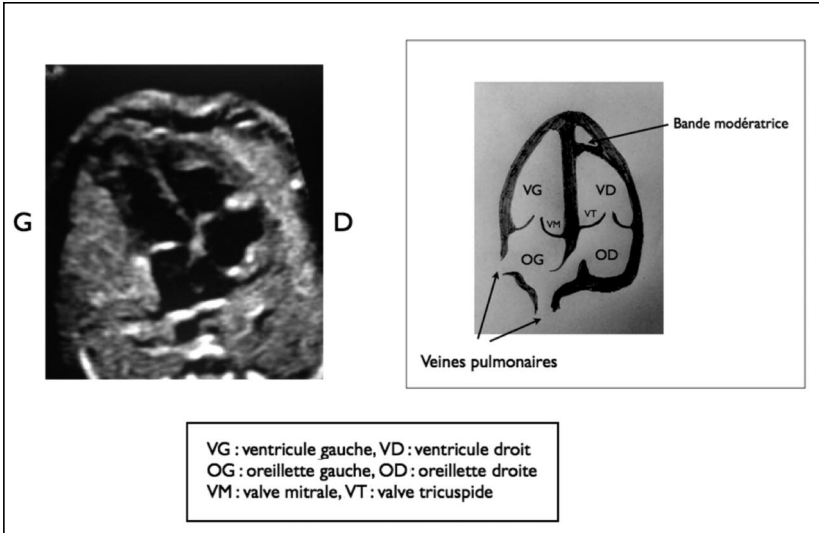 G
D
Bande modératrice
VG
VD
VM
VT
OG
OD
Veines pulmonaires
VG : ventricule gauche, VD : ventricule droit
OG : oreillette gauche, OD : oreillette droite
VM : valve mitrale, VT : valve tricuspide